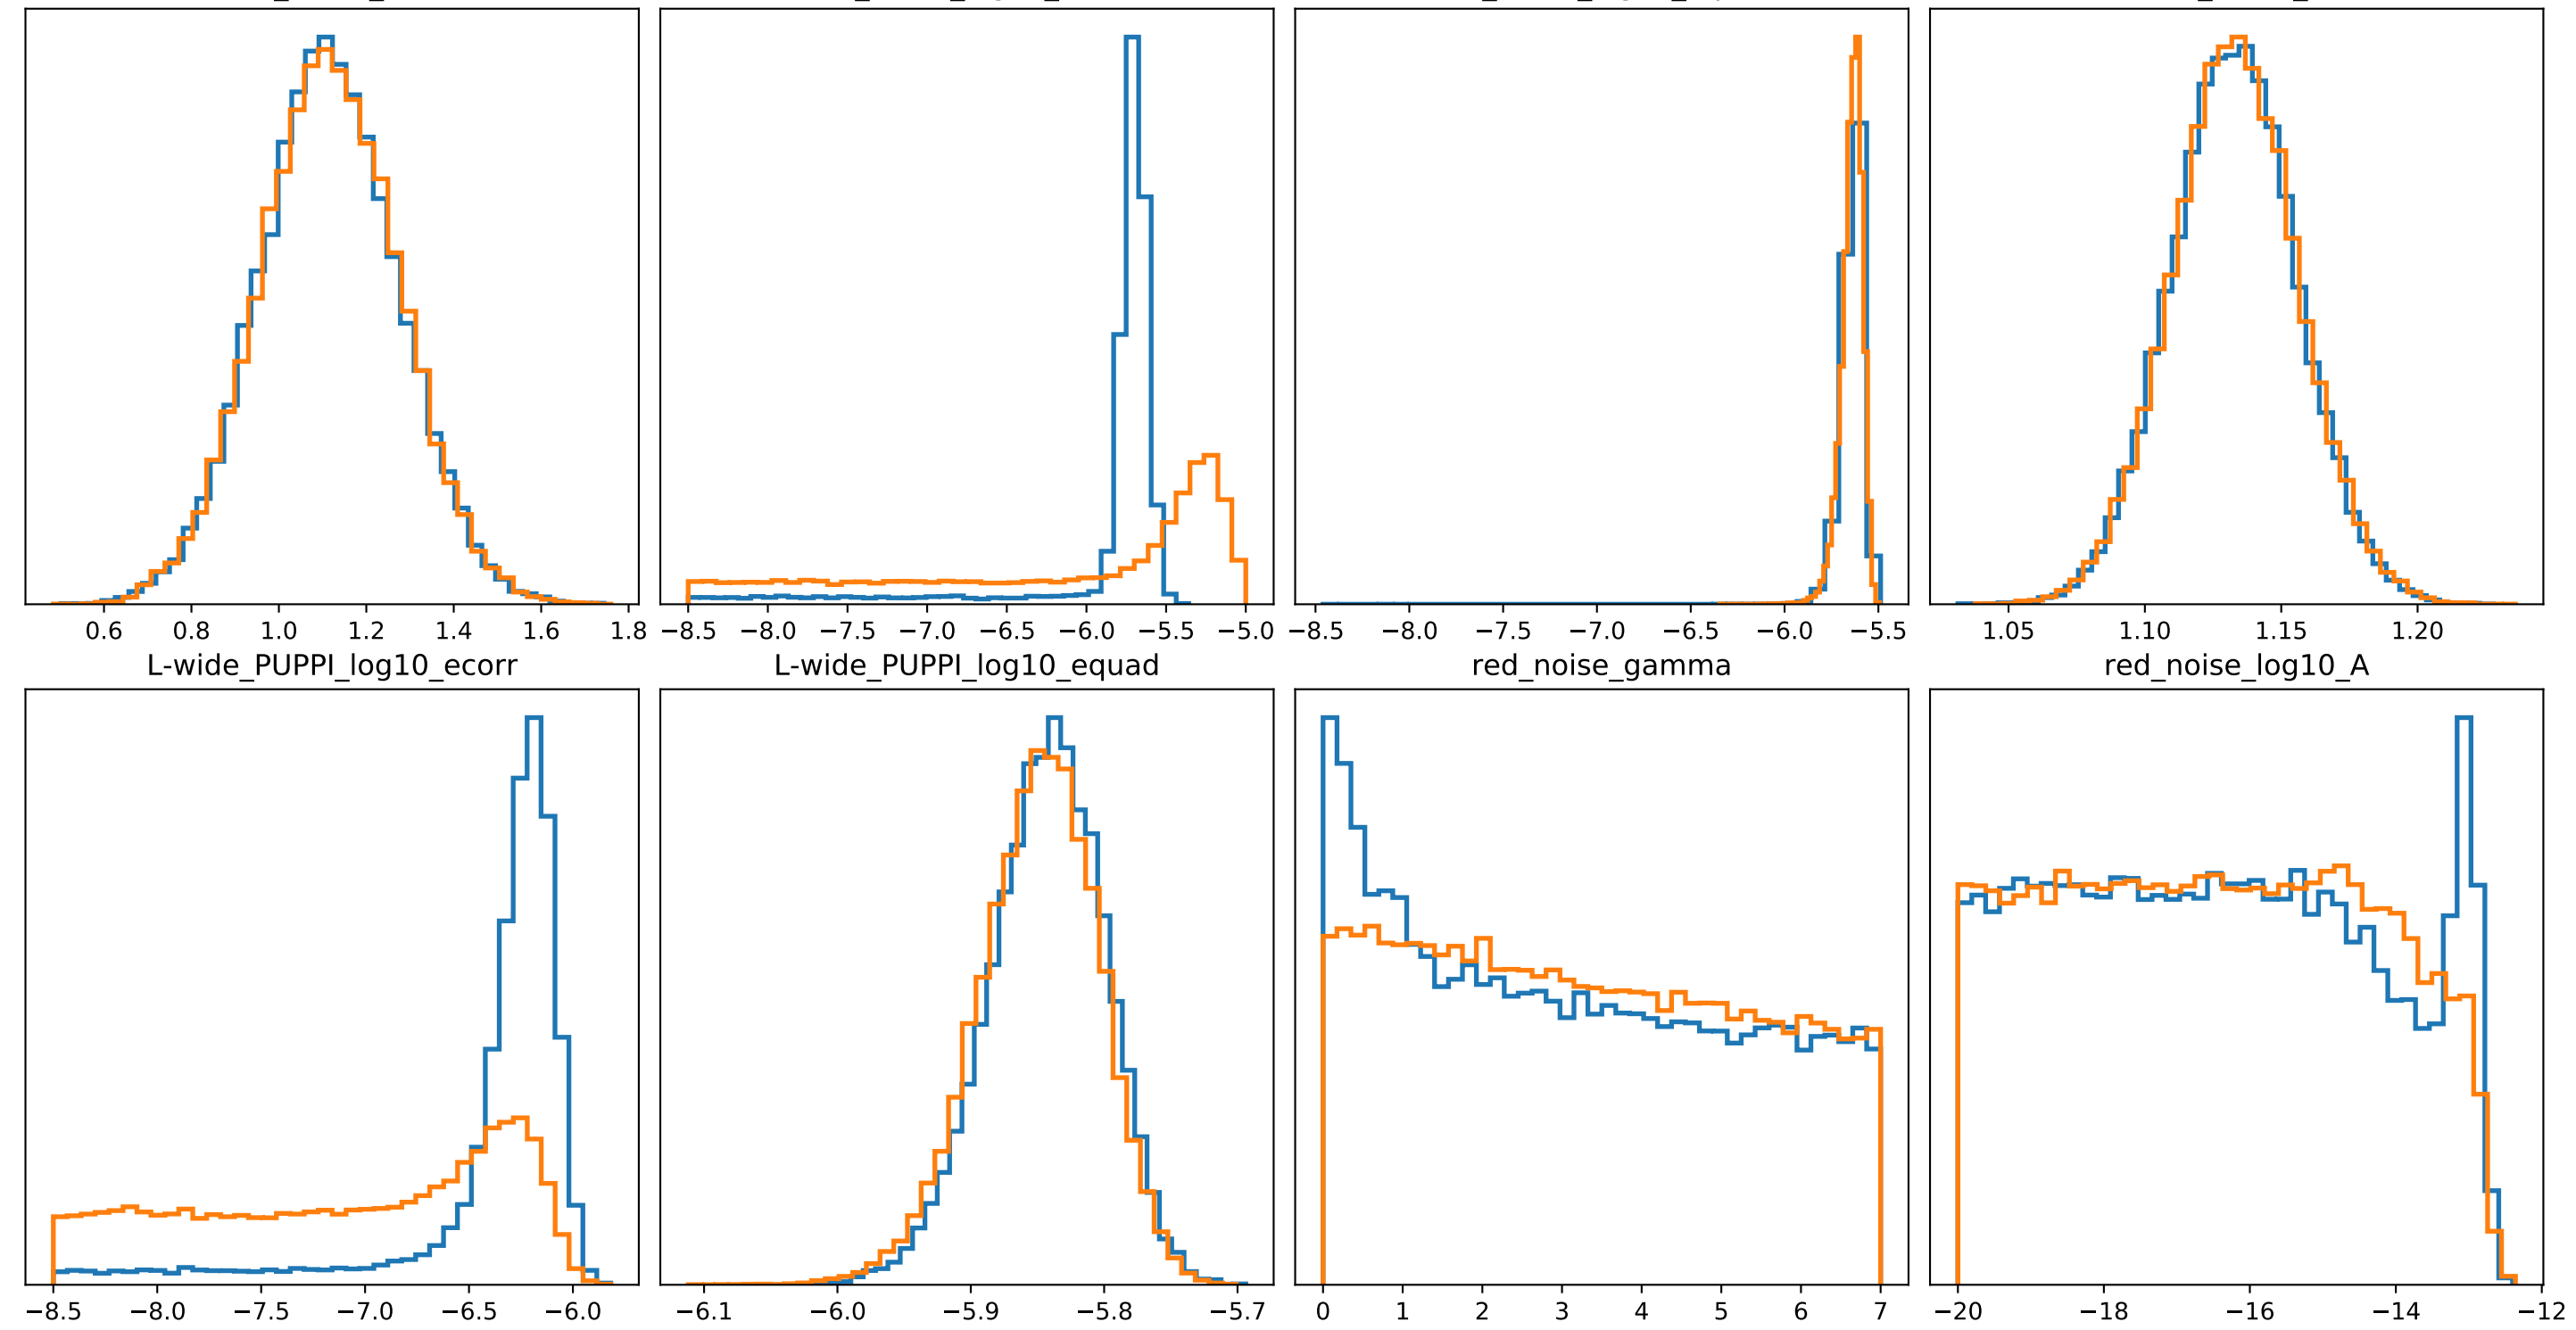 0.6 0.8 1.0 1.2 1.4 1.6 1.8 −8.5 −8.0 −7.5 −7.0 −6.5 −6.0 −5.5 −5.0 −8.5 −8.0 −7.5 −7.0 −6.5 −6.0 −5.5 1.05 1.10 1.15 1.20
L-wide_PUPPI_log10_ecorr L-wide_PUPPI_log10_equad red_noise_gamma red_noise_log10_A
−8.5 −8.0 −7.5 −7.0 −6.5 −6.0 −6.1 −6.0 −5.9 −5.8 −5.7 0 1 2 3 4 5 6 7 −20 −18 −16 −14 −12